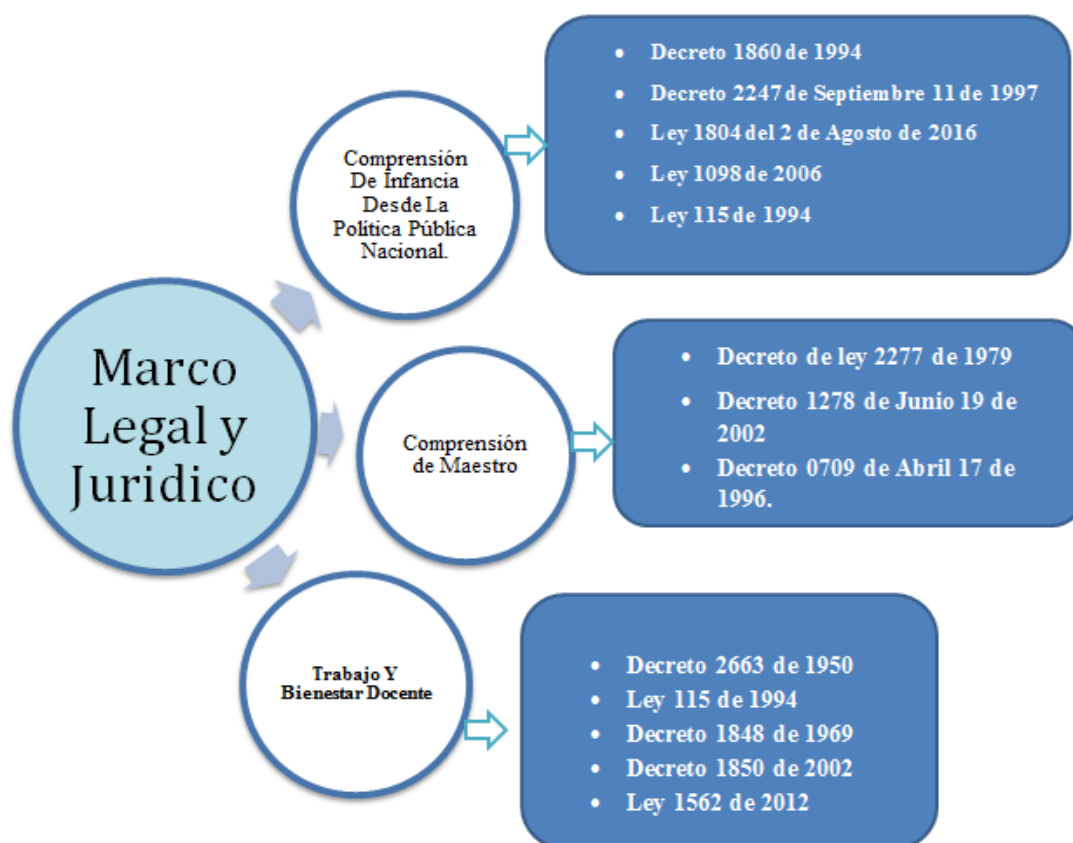 Marco
Legal y
Juridico
Comprensión
De Infancia
Desde La
Política Pública
Nacional.
• Decreto 1860 de 1994
• Decreto 2247 de Septiembre 11 de 1997
• Ley 1804 del 2 de Agosto de 2016
• Ley 1098 de 2006
• Ley 115 de 1994
Comprensión
de Maestro
• Decreto de ley 2277 de 1979
• Decreto 1278 de Junio 19 de
2002
• Decreto 0709 de Abril 17 de
1996.
Trabajo Y
Bienestar Docente
• Decreto 2663 de 1950
• Ley 115 de 1994
• Decreto 1848 de 1969
• Decreto 1850 de 2002
• Ley 1562 de 2012